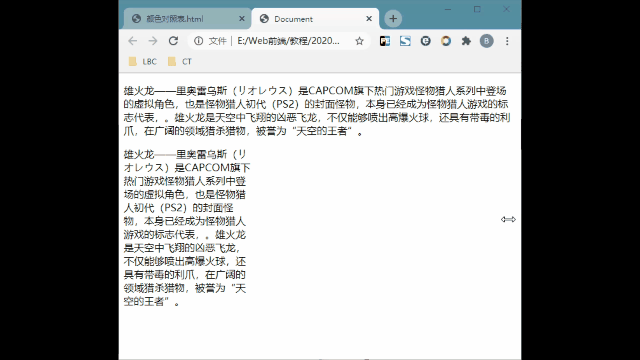 颜色对照表.html
Document
文件
E:/Web前端/教程/2020...
B
LBC
CT
雄火龙——里奥雷乌斯（リオレウス）是CAPCOM旗下热门游戏怪物猎人系列中登场
的虚拟角色，也是怪物猎人初代（PS2）的封面怪物，本身已经成为怪物猎人游戏的标
志代表，。雄火龙是天空中飞翔的凶恶飞龙，不仅能够喷出高爆火球，还具有带毒的利
爪，在广阔的领域猎杀猎物，被誉为“天空的王者”。
雄火龙——里奥雷乌斯（リ
オレウス）是CAPCOM旗下
热门游戏怪物猎人系列中登
场的虚拟角色，也是怪物猎
人初代（PS2）的封面怪
物，本身已经成为怪物猎人
游戏的标志代表，。雄火龙
是天空中飞翔的凶恶飞龙，
不仅能够喷出高爆火球，还
具有带毒的利爪，在广阔的
领域猎杀猎物，被誉为“天
空的王者”。